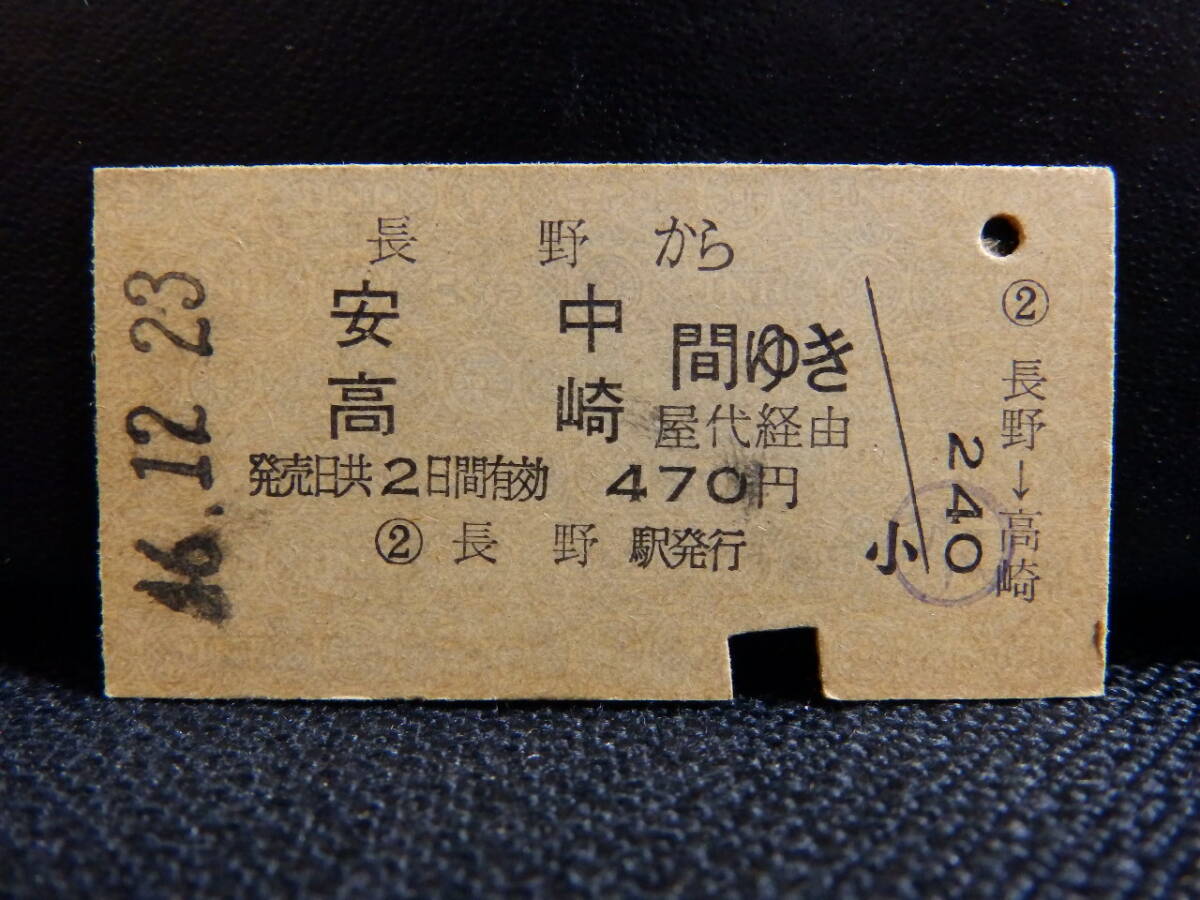 46.12.23
長野から
安中
高崎
間ゆき
屋代経由
発売日共2日間有効 470円
② 長野駅発行
小
240
② 長野→高崎